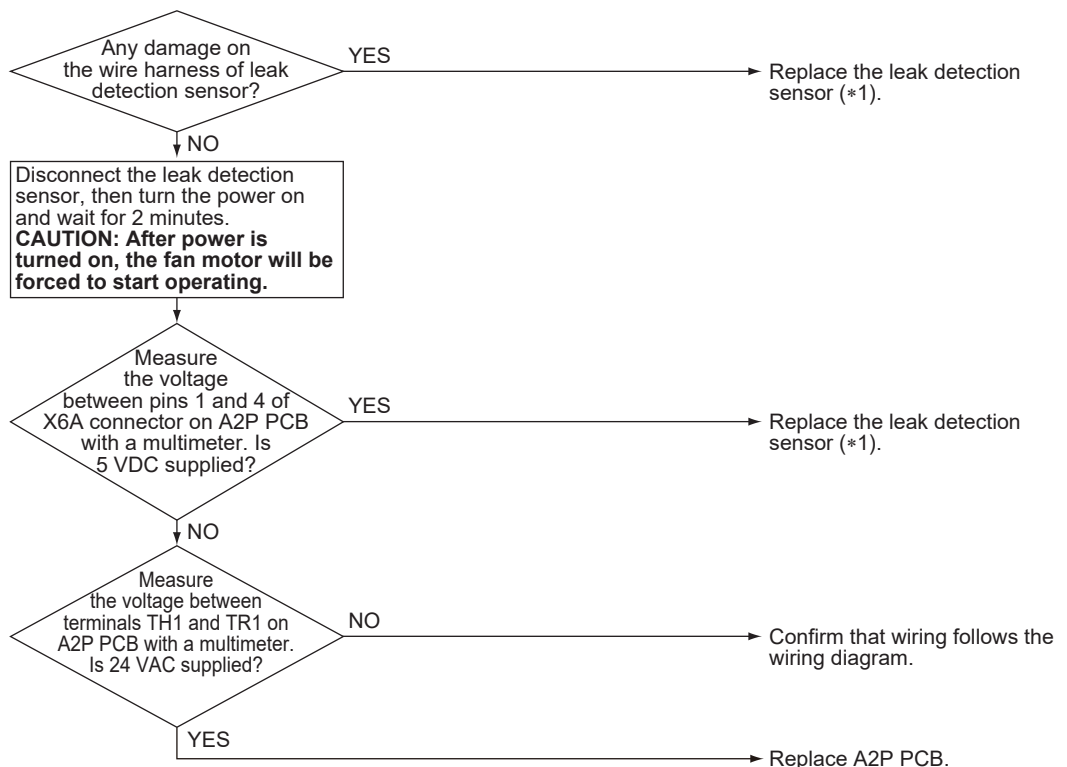 Any damage on
the wire harness of leak
detection sensor?
YES
Replace the leak detection
sensor (*1).
NO
Disconnect the leak detection
sensor, then turn the power on
and wait for 2 minutes.
CAUTION: After power is
turned on, the fan motor will be
forced to start operating.
Measure
the voltage
between pins 1 and 4 of
X6A connector on A2P PCB
with a multimeter. Is
5 VDC supplied?
YES
Replace the leak detection
sensor (*1).
NO
Measure
the voltage between
terminals TH1 and TR1 on
A2P PCB with a multimeter.
Is 24 VAC supplied?
NO
Confirm that wiring follows the
wiring diagram.
YES
Replace A2P PCB.